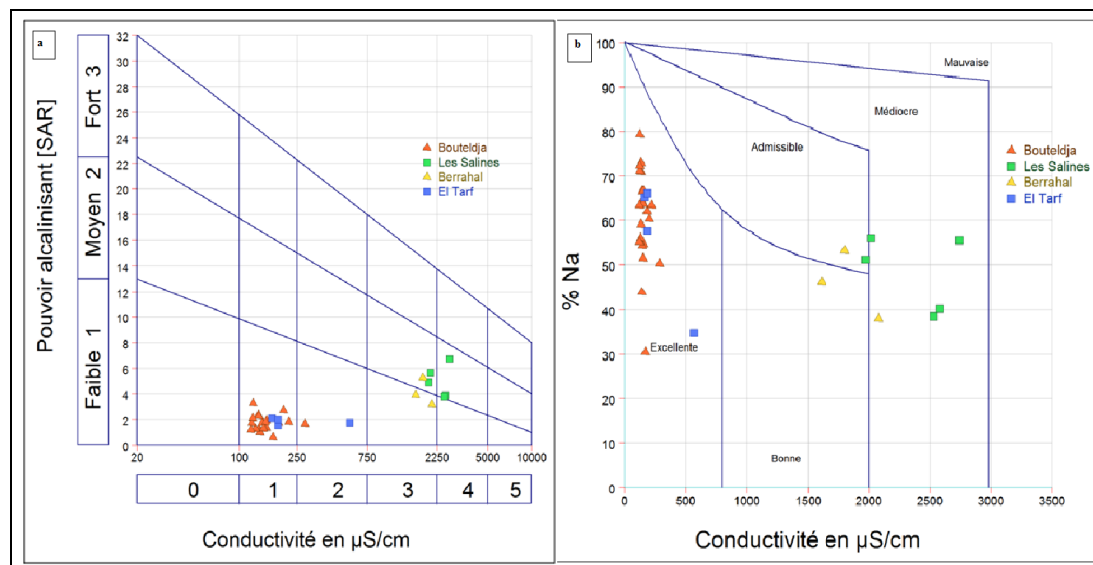 a
Pouvoir alcalinisant [SAR]
Fort 3
Moyen 2
Faible 1
32
30
28
26
24
22
20
18
16
14
12
10
8
6
4
2
0
Bouteldja
Les Salines
Berrahal
El Tarf
20 100 250 750 2250 5000 10000
0 1 2 3 4 5
Conductivité en µS/cm
b
% Na
100
90
80
70
60
50
40
30
20
10
0
Mauvaise
Médiocre
Admissible
Excellente
Bonne
Bouteldja
Les Salines
Berrahal
El Tarf
0 500 1000 1500 2000 2500 3000 3500
Conductivité en µS/cm